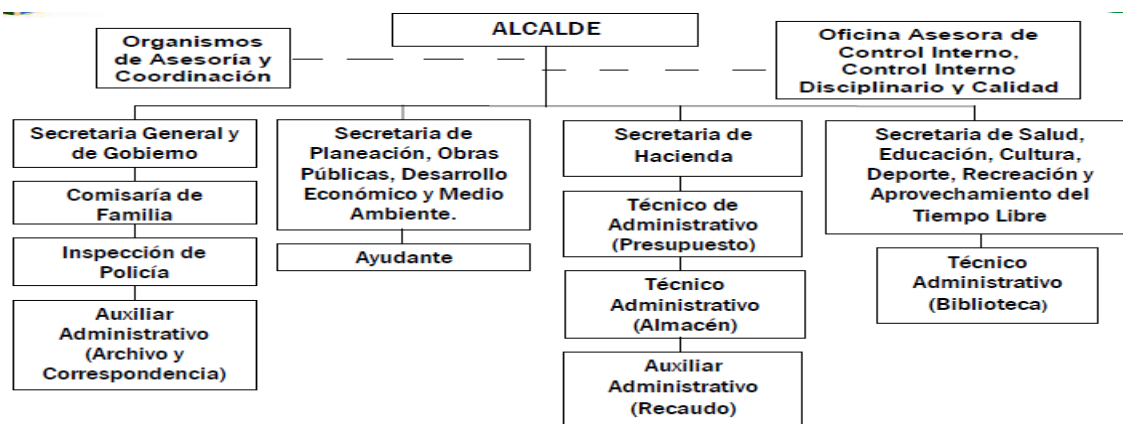 ALCALDE
Organismos
de Asesoría y
Coordinación
Oficina Asesora de
Control Interno,
Control Interno
Disciplinario y Calidad
Secretaria General y
de Gobierno
Comisaría de
Familia
Inspección de
Policía
Auxiliar
Administrativo
(Archivo y
Correspondencia)
Secretaria de
Planeación, Obras
Públicas, Desarrollo
Económico y Medio
Ambiente.
Ayudante
Secretaria de
Hacienda
Técnico de
Administrativo
(Presupuesto)
Técnico
Administrativo
(Almacén)
Auxiliar
Administrativo
(Recaudo)
Secretaria de Salud,
Educación, Cultura,
Deporte, Recreación y
Aprovechamiento del
Tiempo Libre
Técnico
Administrativo
(Biblioteca)